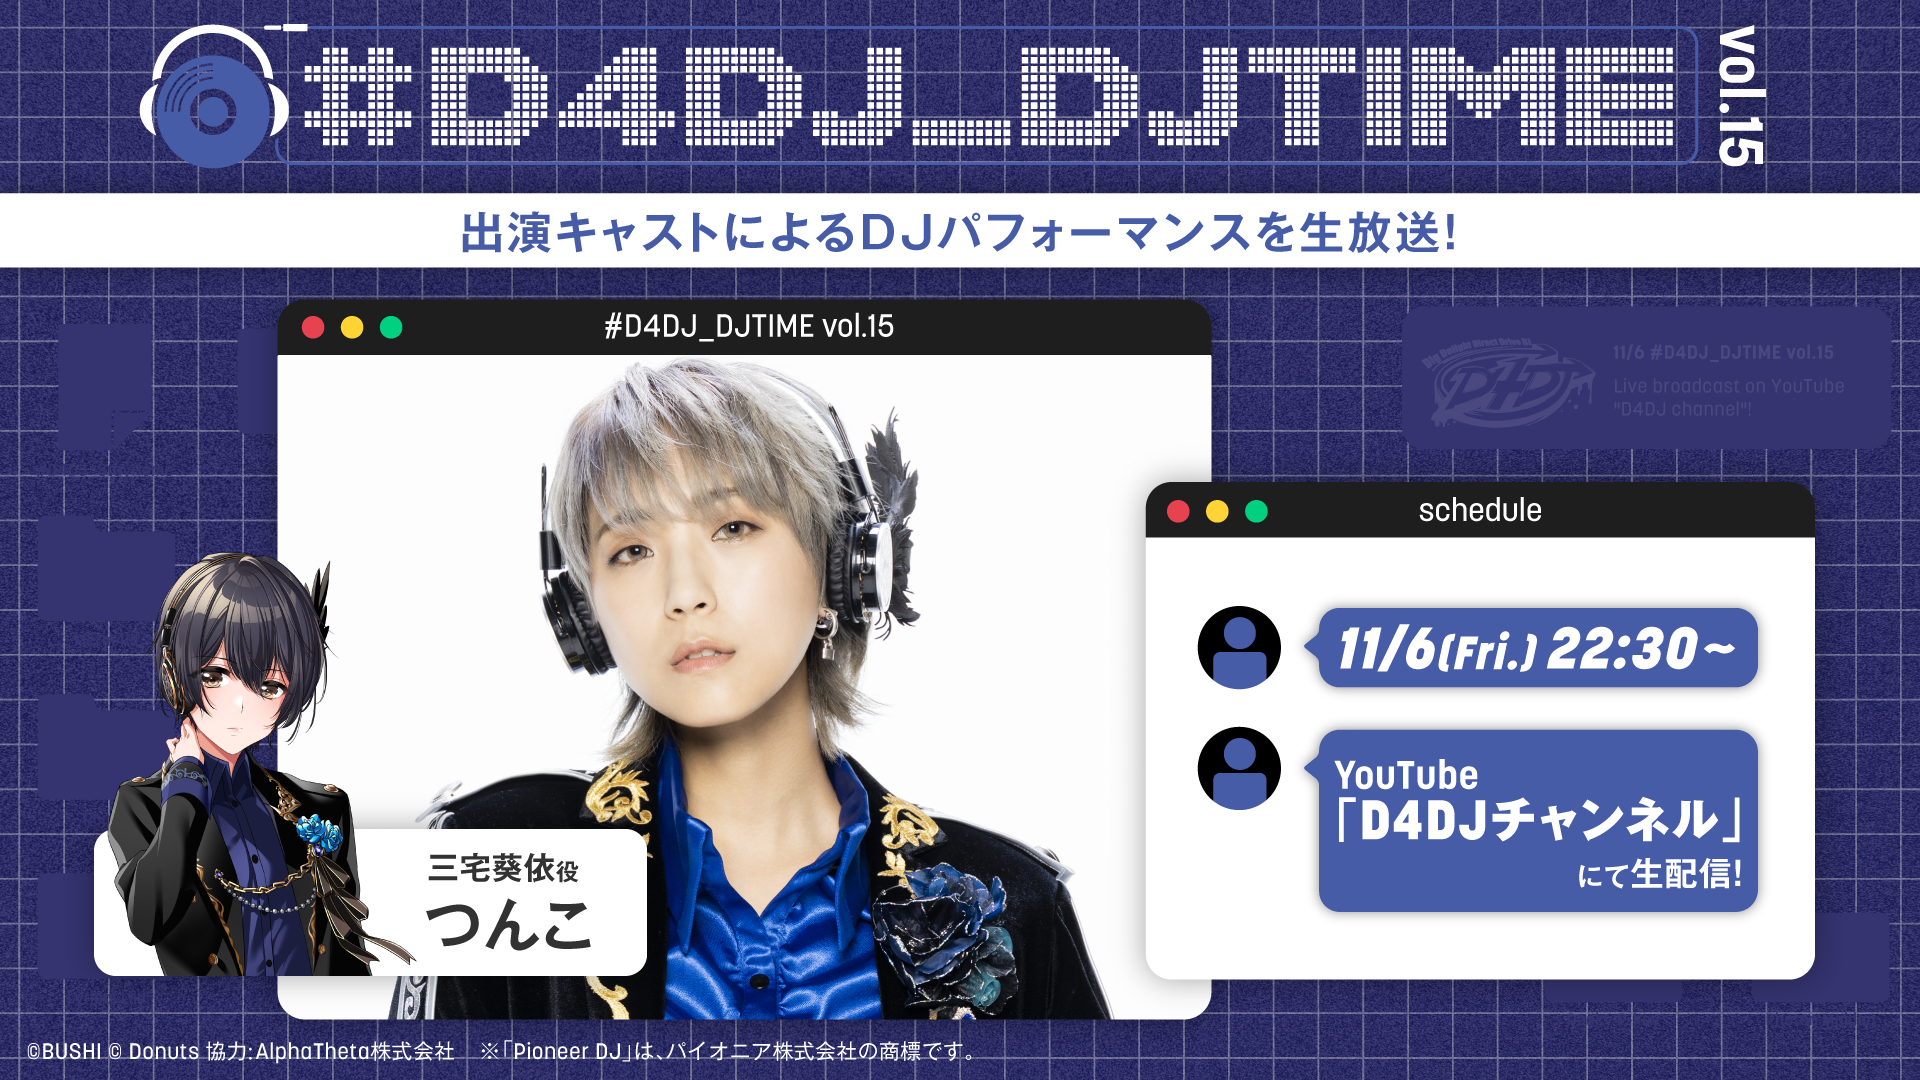 #D4DJ_DJTIME
vol.15
出演キャストによるDJパフォーマンスを生放送!
#D4DJ_DJTIME vol.15
11/6 #D4DJ_DJTIME vol.15
Live broadcast on YouTube
"D4DJ channel"!
D4DJ
schedule
11/6(Fri.) 22:30~
YouTube
「D4DJチャンネル」
にて生配信!
三宅葵依役
つんこ
©BUSHI © Donuts 協力:AlphaTheta株式会社 ※「Pioneer DJ」は、パイオニア株式会社の商標です。